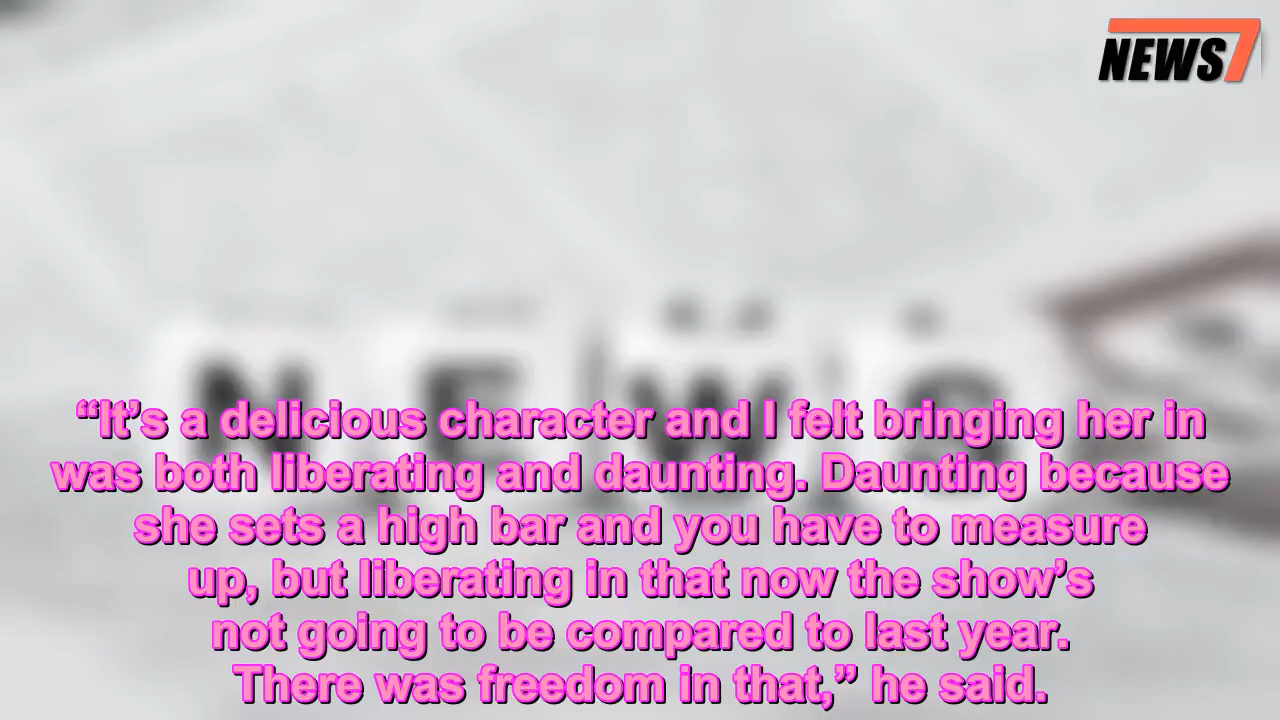 NEWS7
NEWS
“It’s a delicious character and I felt bringing her in
was both liberating and daunting. Daunting because
she sets a high bar and you have to measure
up, but liberating in that now the show’s
not going to be compared to last year.
There was freedom in that,” he said.